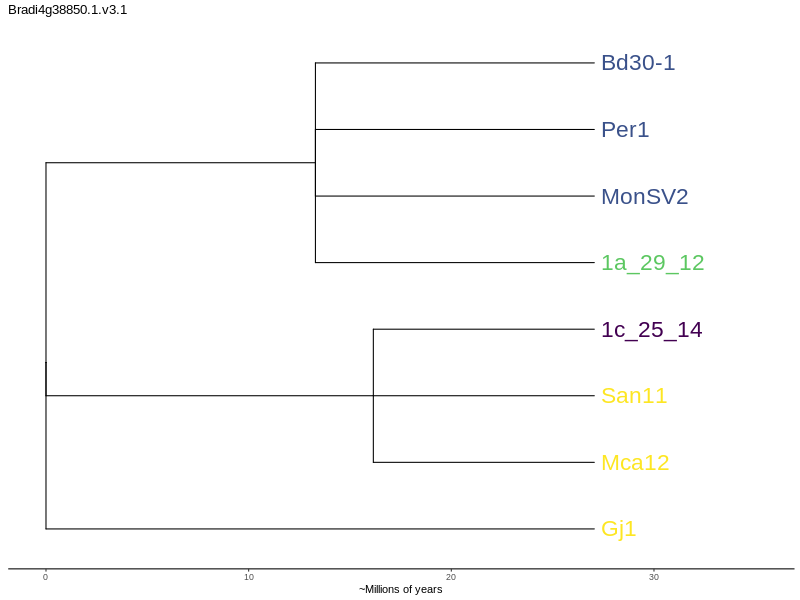 Bradi4g38850.1.v3.1
Bd30-1
Per1
MonSV2
1a_29_12
1c_25_14
San11
Mca12
Gj1
0 10 20 30
~Millions of years